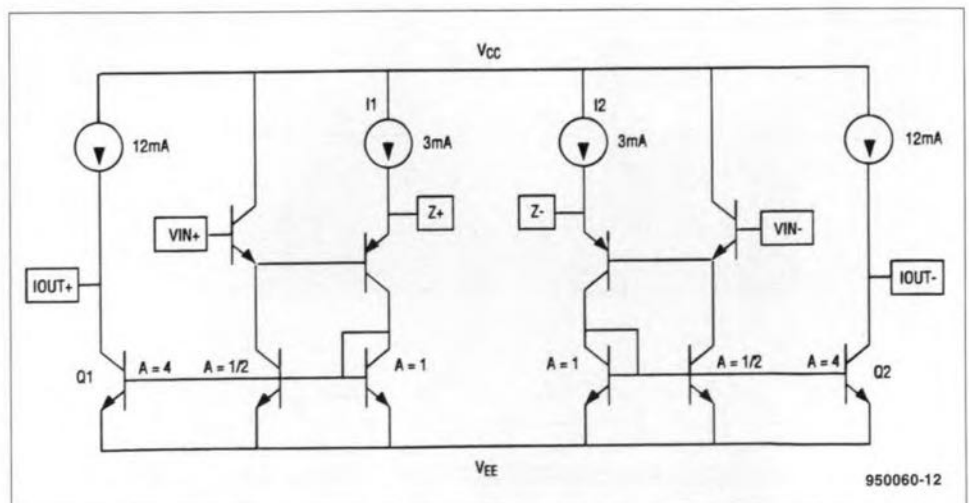 VCC
I1 I2
12mA 3mA 3mA 12mA
Z+ Z-
VIN+ VIN-
IOUT+ IOUT-
Q1 A = 4 A = 1/2 A = 1 A = 1 A = 1/2 A = 4 Q2
VEE
950060-12